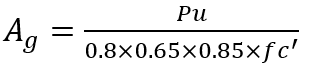 A_g = Pu / 0.8×0.65×0.85×fc′